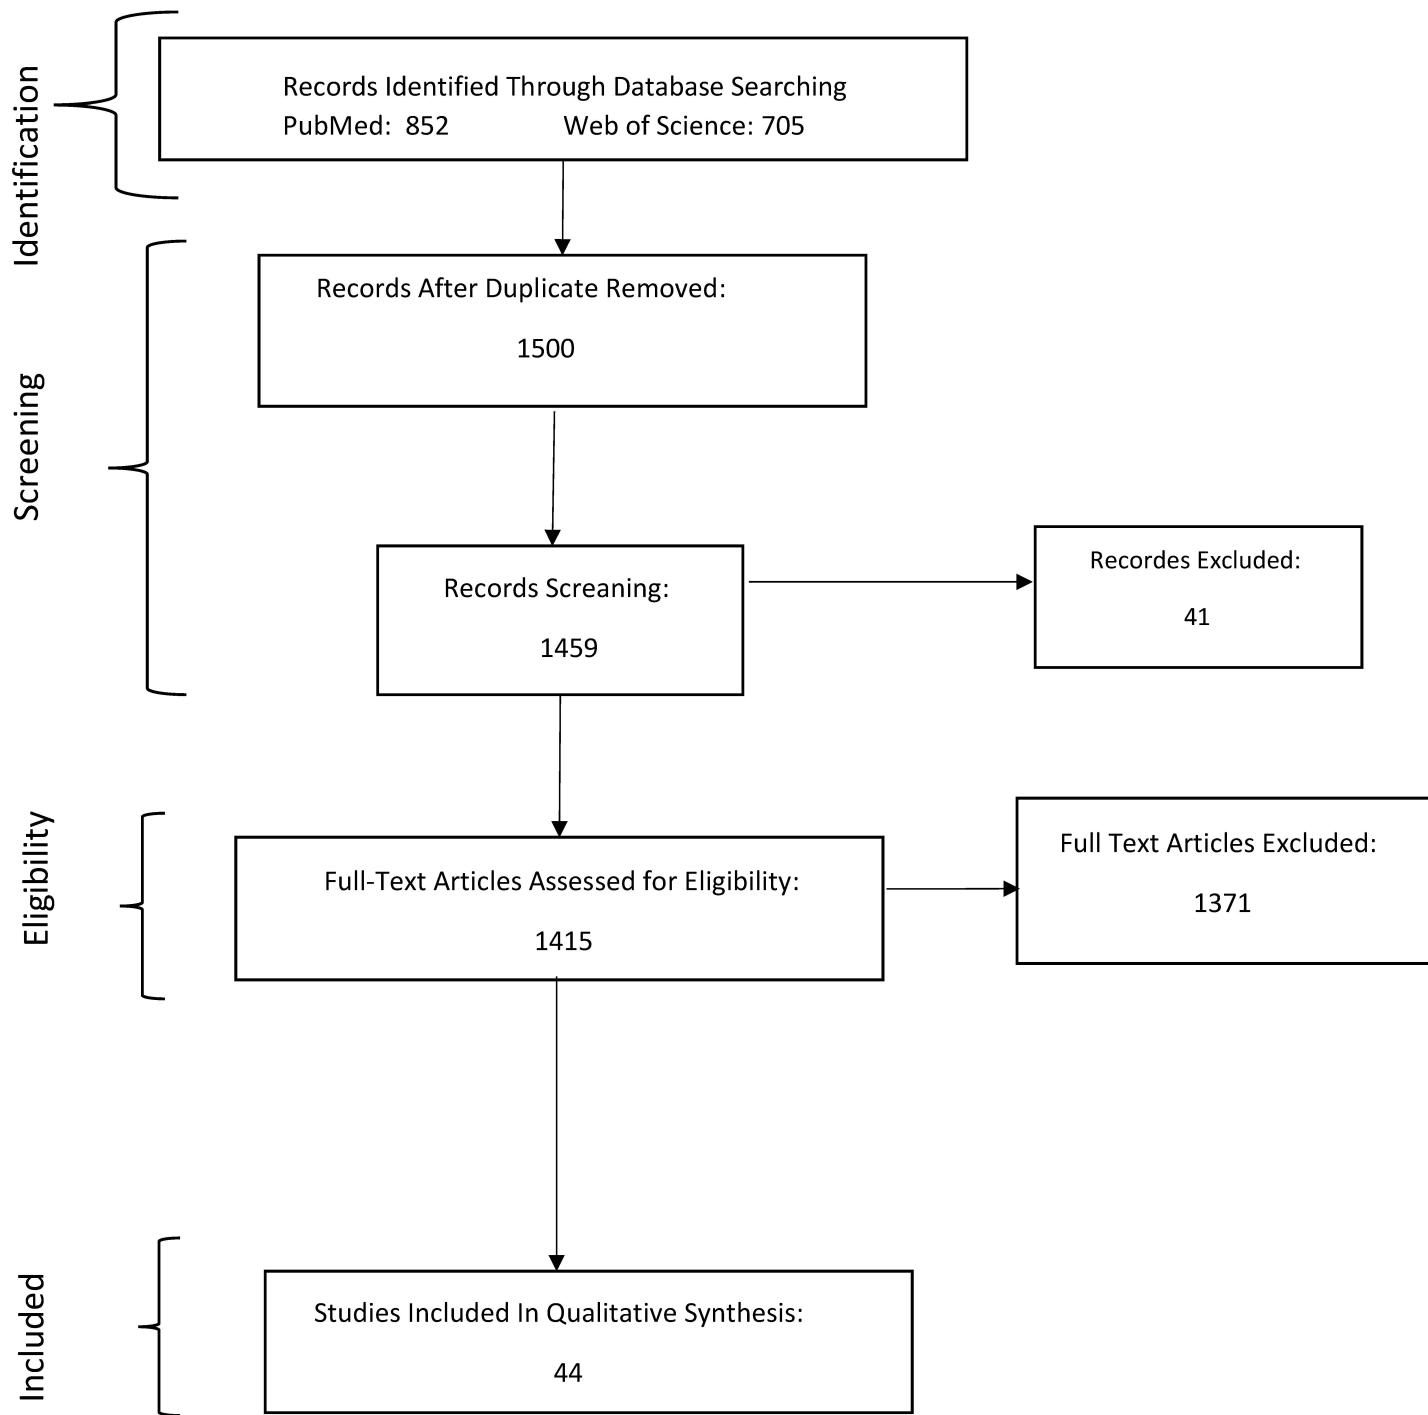 Identification
Records Identified Through Database Searching
PubMed: 852 Web of Science: 705
Screening
Records After Duplicate Removed:
1500
Records Screaning:
1459
Recordes Excluded:
41
Eligibility
Full-Text Articles Assessed for Eligibility:
1415
Full Text Articles Excluded:
1371
Included
Studies Included In Qualitative Synthesis:
44